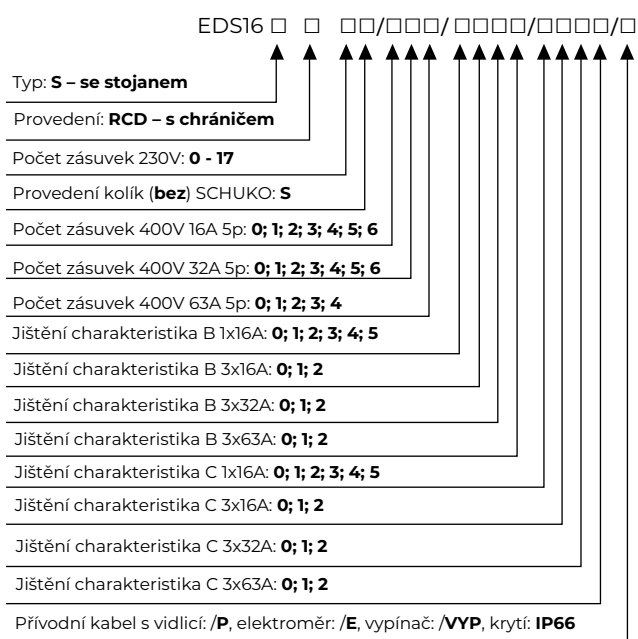 EDS16 □ □ □□/□□□/ □□□□/□□□□/□
Typ: S – se stojanem
Provedení: RCD – s chráničem
Počet zásuvek 230V: 0 - 17
Provedení kolík (bez) SCHUKO: S
Počet zásuvek 400V 16A 5p: 0; 1; 2; 3; 4; 5; 6
Počet zásuvek 400V 32A 5p: 0; 1; 2; 3; 4; 5; 6
Počet zásuvek 400V 63A 5p: 0; 1; 2; 3; 4
Jištění charakteristika B 1x16A: 0; 1; 2; 3; 4; 5
Jištění charakteristika B 3x16A: 0; 1; 2
Jištění charakteristika B 3x32A: 0; 1; 2
Jištění charakteristika B 3x63A: 0; 1; 2
Jištění charakteristika C 1x16A: 0; 1; 2; 3; 4; 5
Jištění charakteristika C 3x16A: 0; 1; 2
Jištění charakteristika C 3x32A: 0; 1; 2
Jištění charakteristika C 3x63A: 0; 1; 2
Přívodní kabel s vidlicí: /P, elektroměr: /E, vypínač: /VYP, krytí: IP66